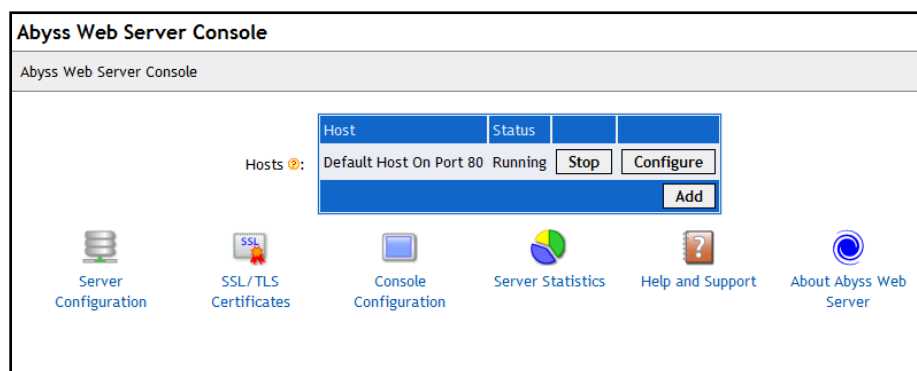 Abyss Web Server Console
Abyss Web Server Console
Host Status
Hosts ?: Default Host On Port 80 Running Stop Configure
Add
SSL
?
Server Configuration
SSL/TLS Certificates
Console Configuration
Server Statistics
Help and Support
About Abyss Web Server